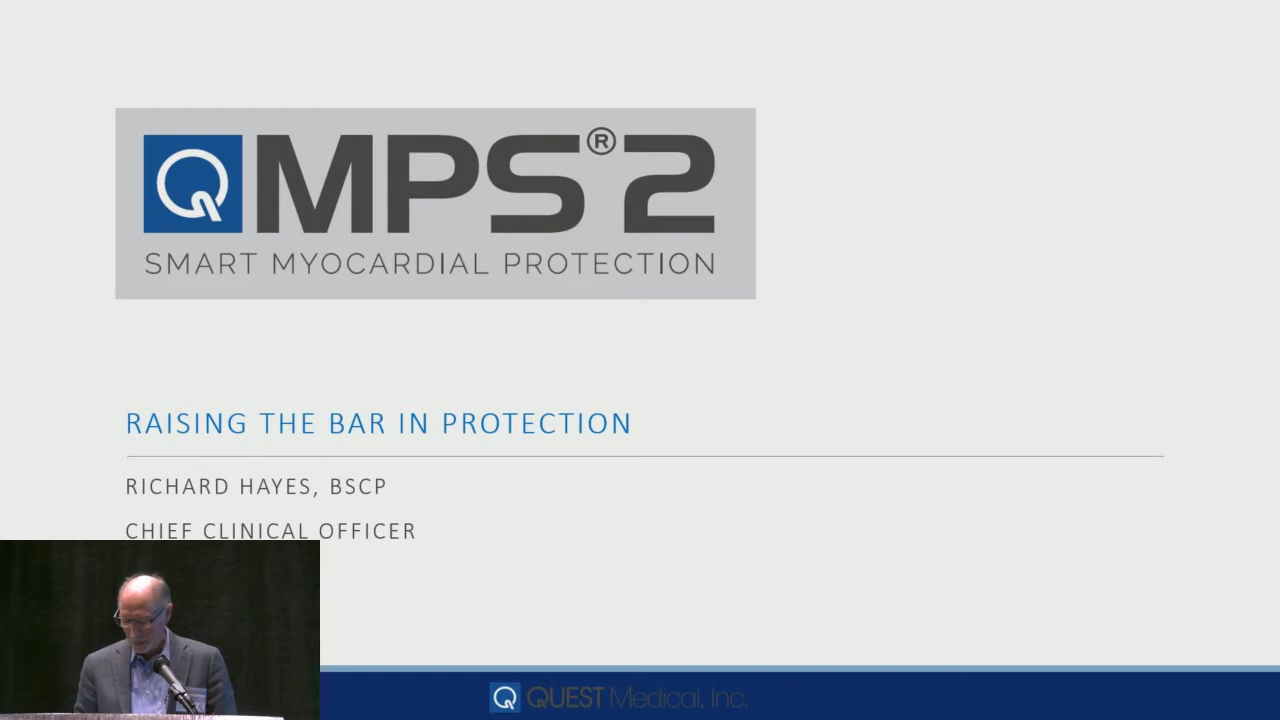 Q MPS® 2
SMART MYOCARDIAL PROTECTION
RAISING THE BAR IN PROTECTION
RICHARD HAYES, BSCP
CHIEF CLINICAL OFFICER
Q QUEST Medical, Inc.